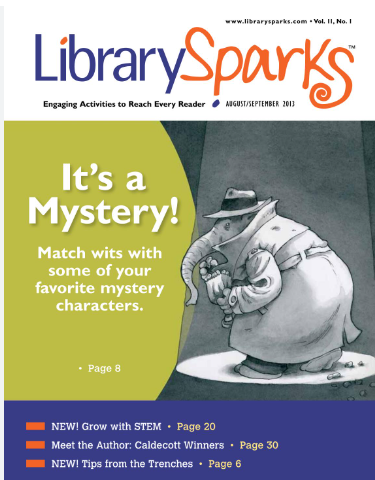 www.librarysparks.com • Vol. 11, No. 1
LibrarySparks™
Engaging Activities to Reach Every Reader AUGUST/SEPTEMBER 2013
It's a
Mystery!
Match wits with
some of your
favorite mystery
characters.
• Page 8
NEW! Grow with STEM • Page 20
Meet the Author: Caldecott Winners • Page 30
NEW! Tips from the Trenches • Page 6